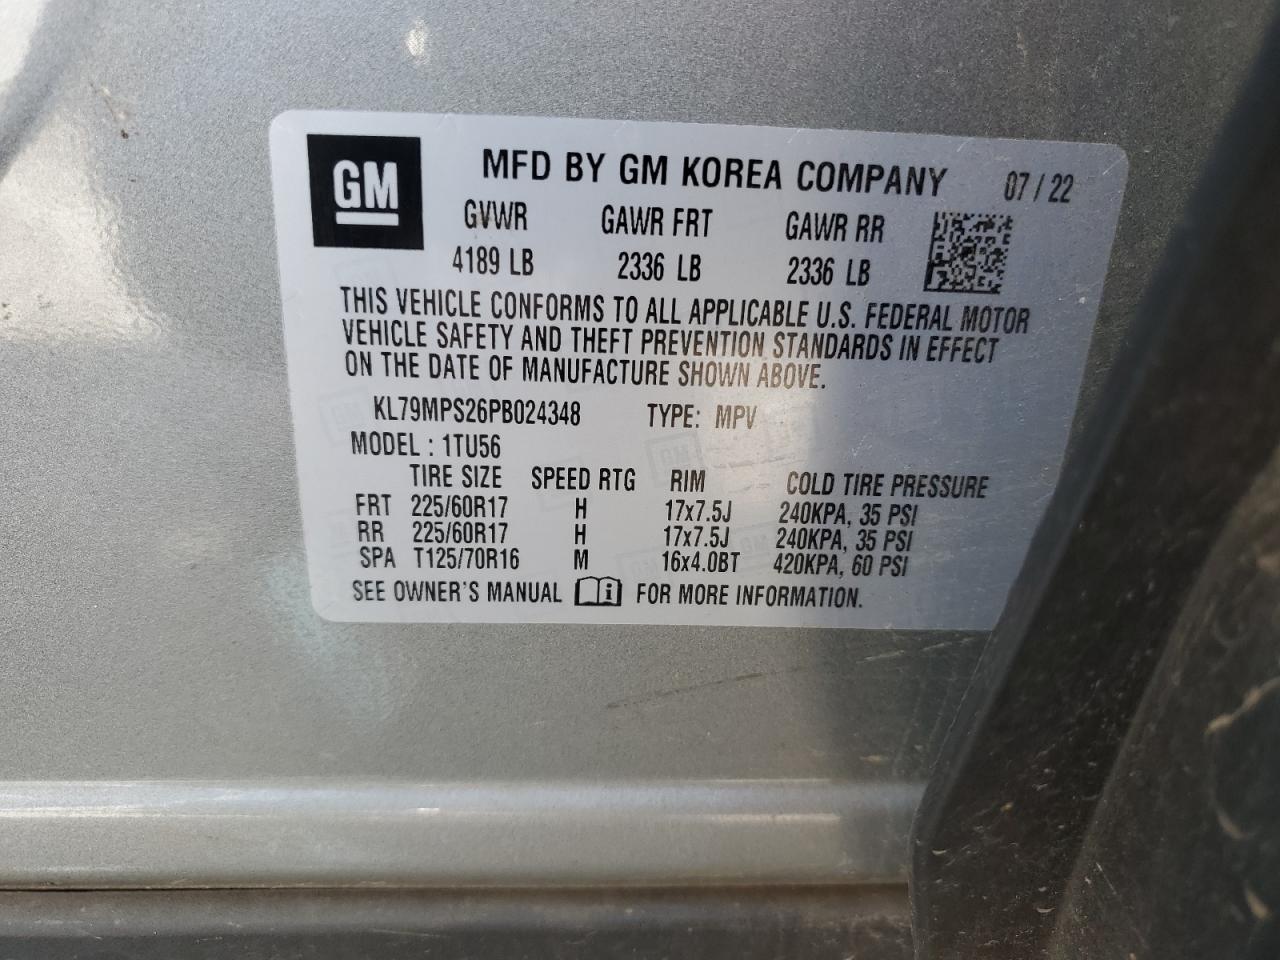 GM
MFD BY GM KOREA COMPANY 07 / 22
GVWR GAWR FRT GAWR RR
4189 LB 2336 LB 2336 LB
THIS VEHICLE CONFORMS TO ALL APPLICABLE U.S. FEDERAL MOTOR
VEHICLE SAFETY AND THEFT PREVENTION STANDARDS IN EFFECT
ON THE DATE OF MANUFACTURE SHOWN ABOVE.
KL79MPS26PB024348 TYPE: MPV
MODEL : 1TU56
TIRE SIZE SPEED RTG RIM COLD TIRE PRESSURE
FRT 225/60R17 H 17x7.5J 240KPA, 35 PSI
RR 225/60R17 H 17x7.5J 240KPA, 35 PSI
SPA T125/70R16 M 16x4.0BT 420KPA, 60 PSI
SEE OWNER'S MANUAL i FOR MORE INFORMATION.